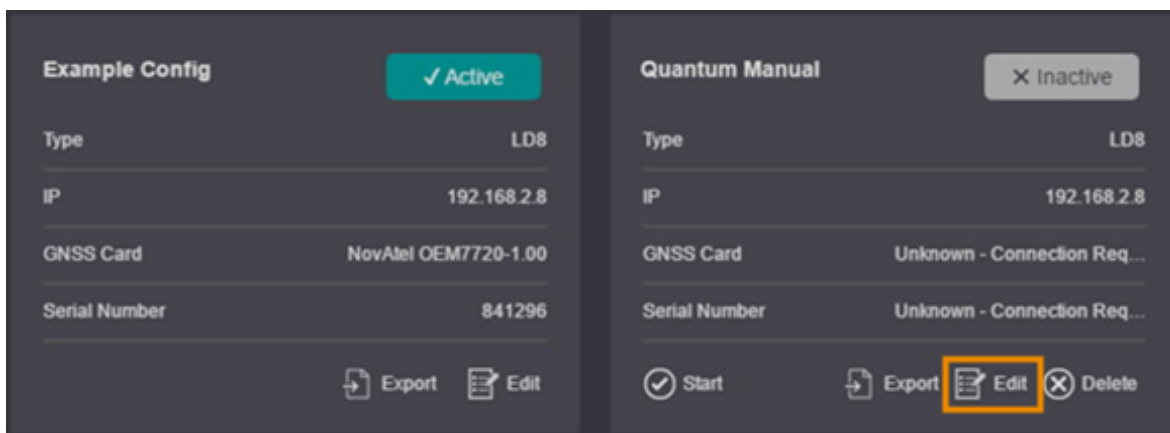 Example Config
✓ Active
Type LD8
IP 192.168.2.8
GNSS Card NovAtel OEM7720-1.00
Serial Number 841296
Export Edit
Quantum Manual
✕ Inactive
Type LD8
IP 192.168.2.8
GNSS Card Unknown - Connection Req...
Serial Number Unknown - Connection Req...
Start Export Edit Delete